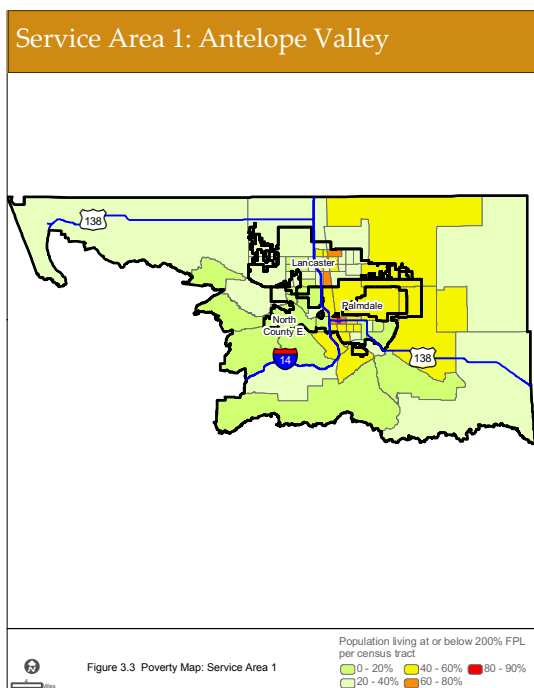 Service Area 1: Antelope Valley
138
Lancaster
Palmdale
North
County E.
14
138
Population living at or below 200% FPL
per census tract
0 - 20% 40 - 60% 80 - 90%
20 - 40% 60 - 80%
N
Figure 3.3 Poverty Map: Service Area 1
4
Miles